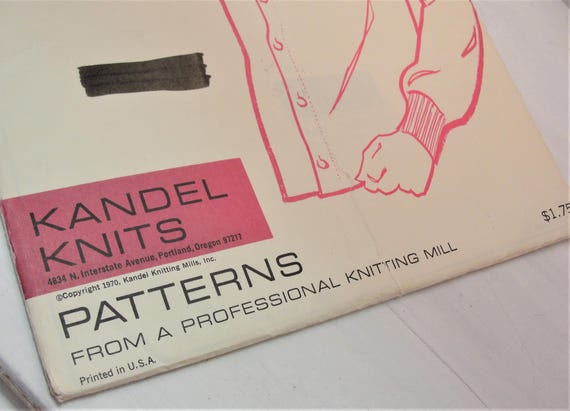 KANDEL
KNITS
4834 N. Interstate Avenue, Portland, Oregon 97217
©Copyright 1970, Kandel Knitting Mills, Inc.
PATTERNS
FROM A PROFESSIONAL KNITTING MILL
Printed in U.S.A.
$1.75